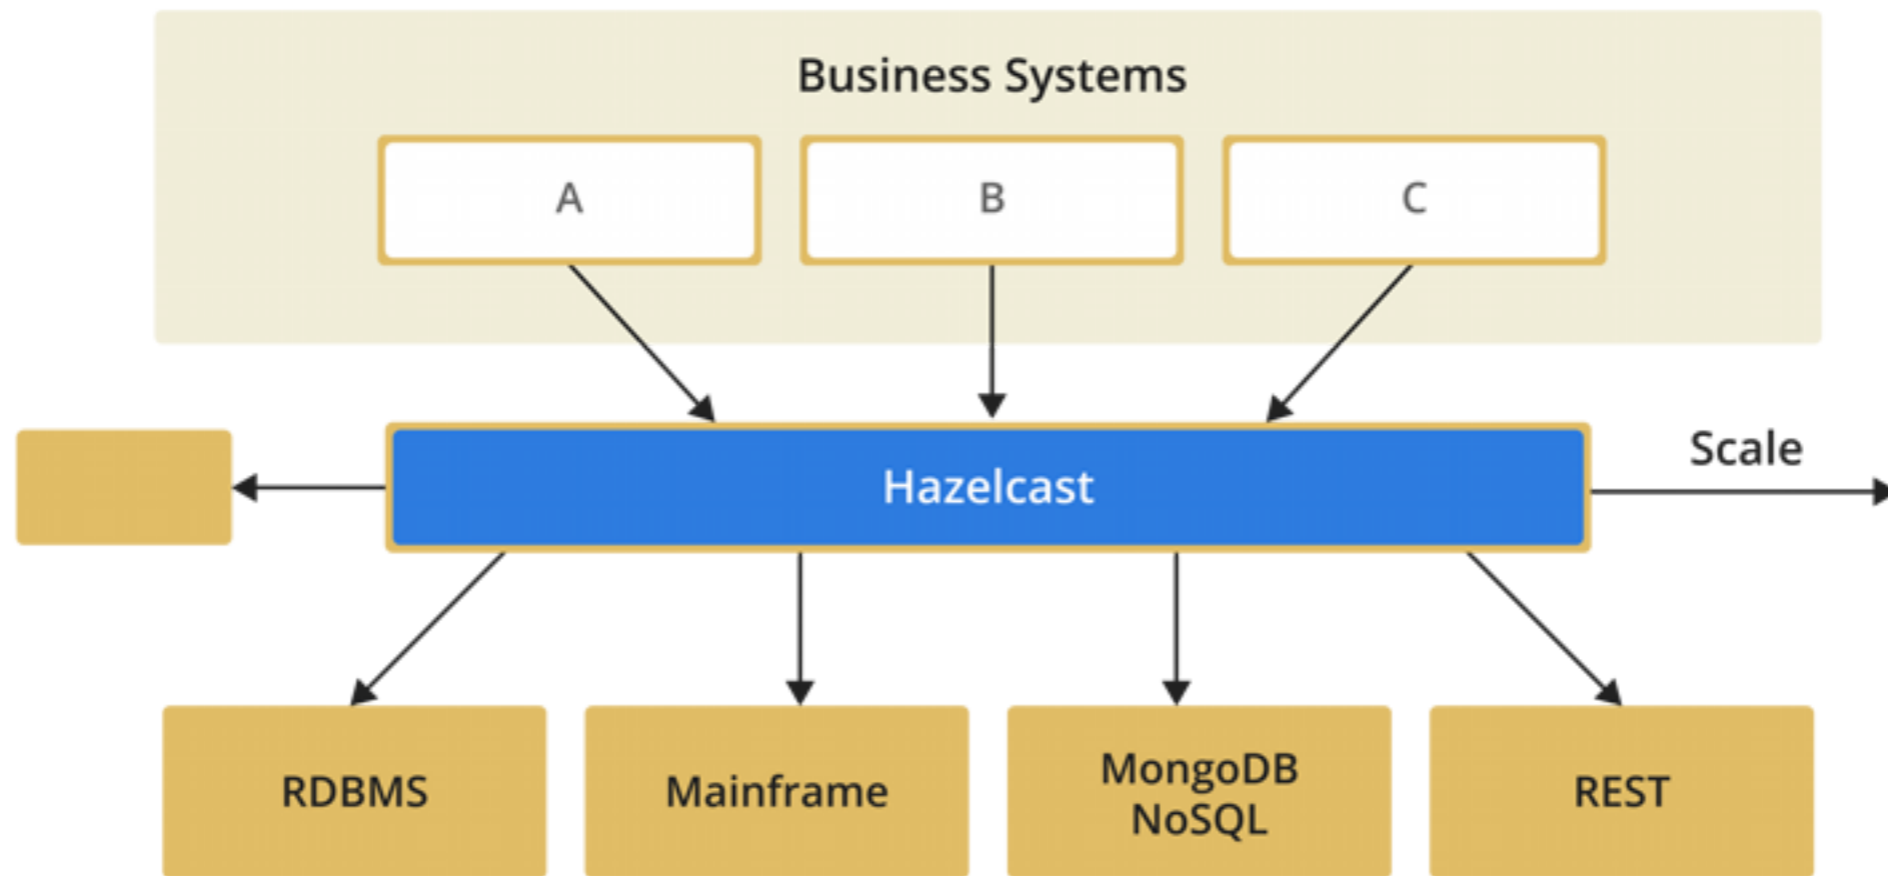 Business Systems
A
B
C
Hazelcast
Scale
RDBMS
Mainframe
MongoDB
NoSQL
REST